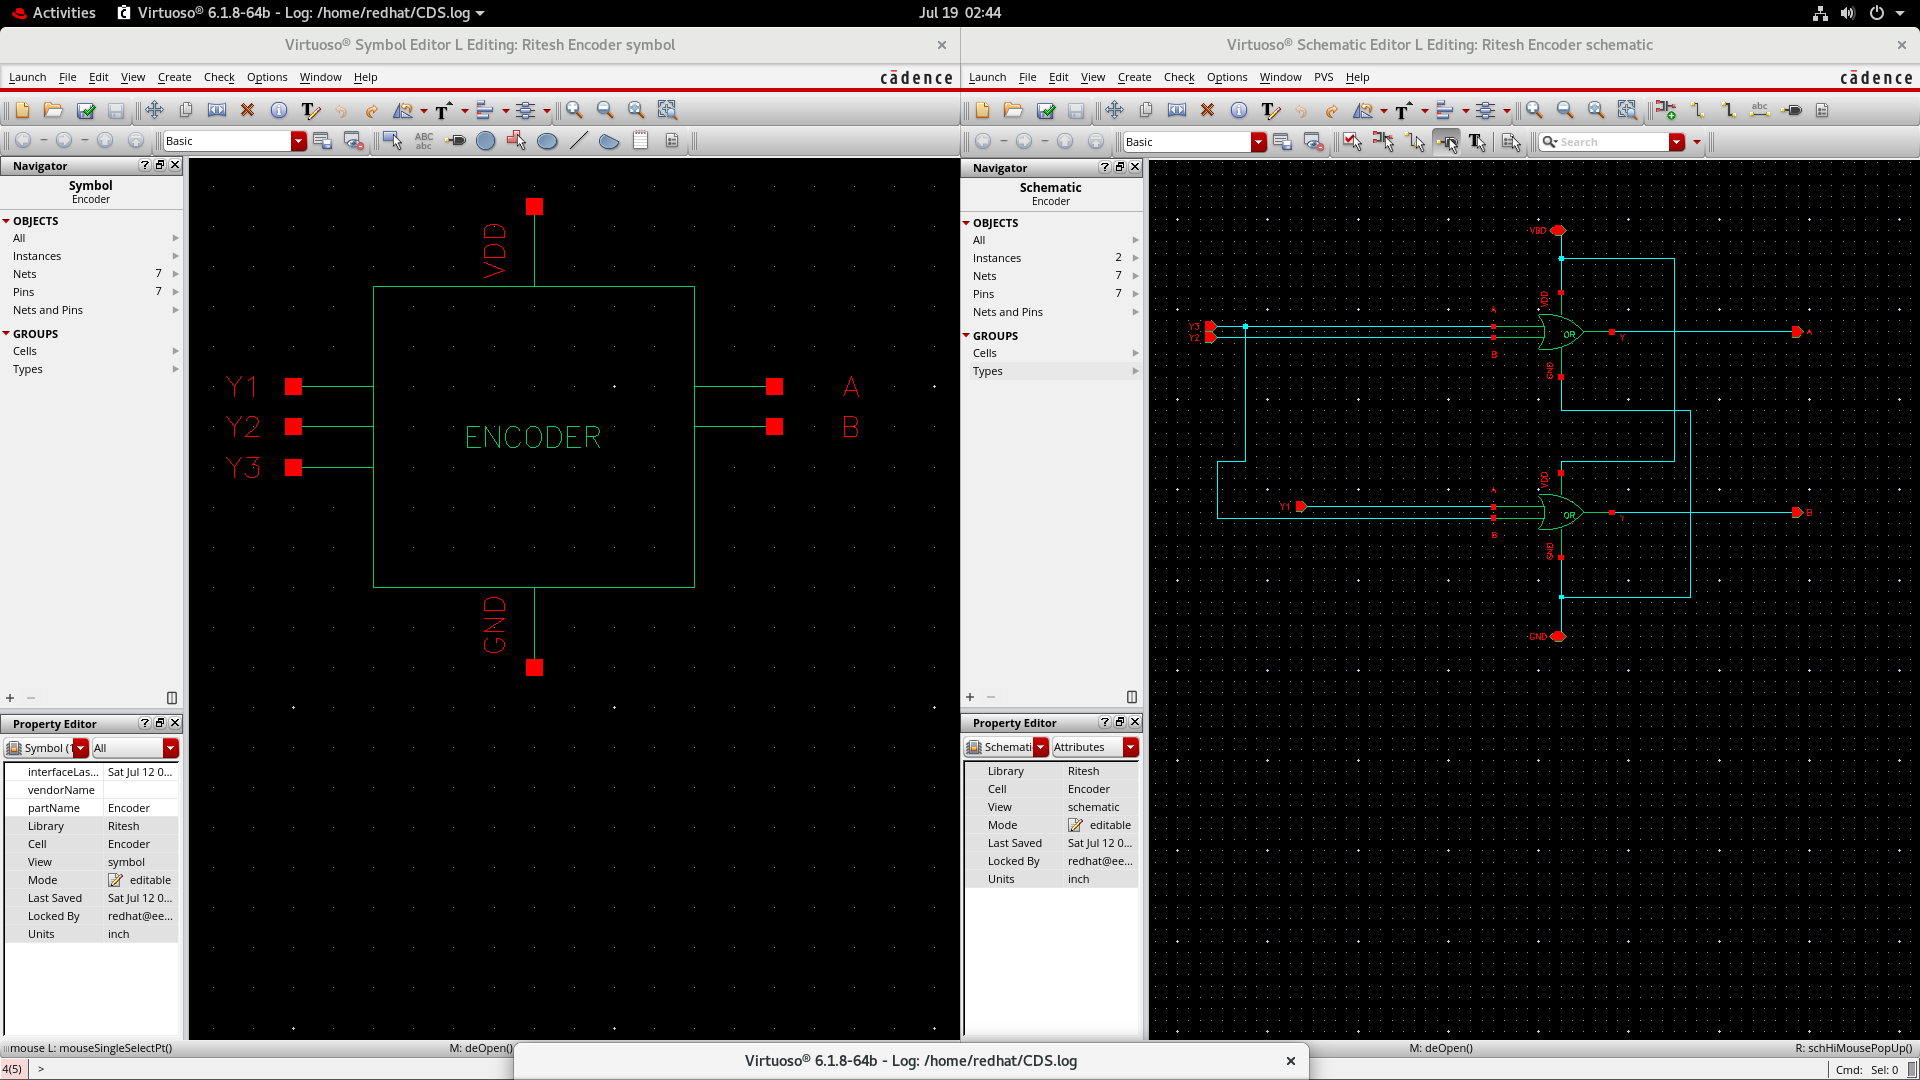 Activities
Virtuoso® 6.1.8-64b - Log: /home/redhat/CDS.log
Jul 19 02:44
Virtuoso® Symbol Editor L Editing: Ritesh Encoder symbol
Launch File Edit View Create Check Options Window Help
cādence
Basic
ABC
abc
Navigator
Symbol
Encoder
OBJECTS
All
Instances
Nets 7
Pins 7
Nets and Pins
GROUPS
Cells
Types
VDD
Y1
Y2
Y3
ENCODER
A
B
GND
Property Editor
Symbol (1 All
interfaceLas... Sat Jul 12 0...
vendorName
partName Encoder
Library Ritesh
Cell Encoder
View symbol
Mode editable
Last Saved Sat Jul 12 0...
Locked By redhat@ee...
Units inch
mouse L: mouseSingleSelectPt()
M: deOpen()
4(5) >
Virtuoso® Schematic Editor L Editing: Ritesh Encoder schematic
Launch File Edit View Create Check Options Window PVS Help
cādence
abc
Basic
Search
Navigator
Schematic
Encoder
OBJECTS
All
Instances 2
Nets 7
Pins 7
Nets and Pins
GROUPS
Cells
Types
VDD
VDD
Y3
Y2
A
B
OR
Y
A
GND
VDD
Y1
A
B
OR
Y
B
GND
GND
Property Editor
Schemati Attributes
Library Ritesh
Cell Encoder
View schematic
Mode editable
Last Saved Sat Jul 12 0...
Locked By redhat@ee...
Units inch
M: deOpen()
R: schHiMousePopUp()
Cmd: Sel: 0
Virtuoso® 6.1.8-64b - Log: /home/redhat/CDS.log